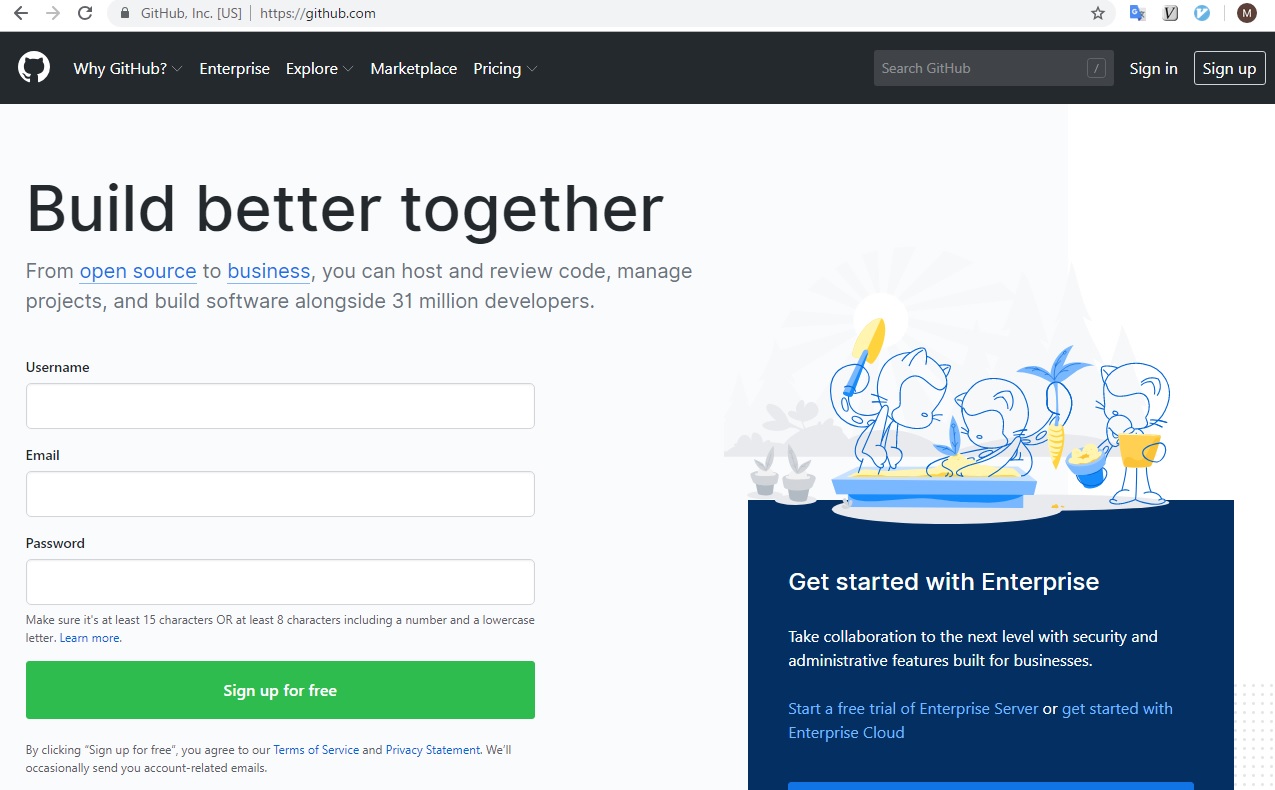 GitHub, Inc. [US] | https://github.com
M
Why GitHub? Enterprise Explore Marketplace Pricing
Search GitHub /
Sign in Sign up
Build better together
From open source to business, you can host and review code, manage
projects, and build software alongside 31 million developers.
Username
Email
Password
Make sure it's at least 15 characters OR at least 8 characters including a number and a lowercase
letter. Learn more.
Sign up for free
By clicking “Sign up for free”, you agree to our Terms of Service and Privacy Statement. We’ll
occasionally send you account-related emails.
Get started with Enterprise
Take collaboration to the next level with security and
administrative features built for businesses.
Start a free trial of Enterprise Server or get started with
Enterprise Cloud